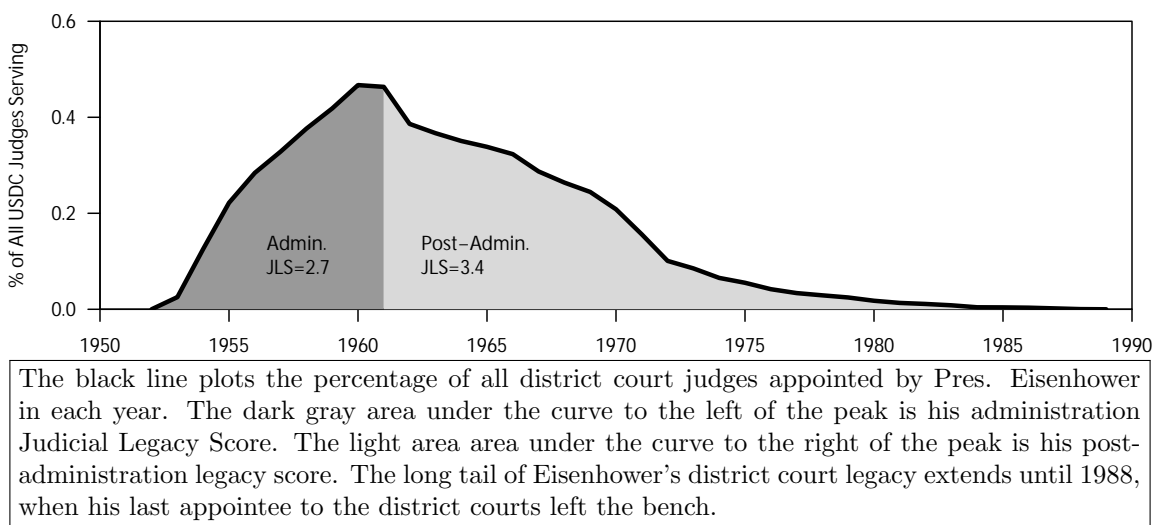 0.6
0.4
0.2
0.0
% of All USDC Judges Serving
Admin.
JLS=2.7
Post−Admin.
JLS=3.4
1950 1955 1960 1965 1970 1975 1980 1985 1990
The black line plots the percentage of all district court judges appointed by Pres. Eisenhower
in each year. The dark gray area under the curve to the left of the peak is his administration
Judicial Legacy Score. The light area area under the curve to the right of the peak is his post-
administration legacy score. The long tail of Eisenhower's district court legacy extends until 1988,
when his last appointee to the district courts left the bench.